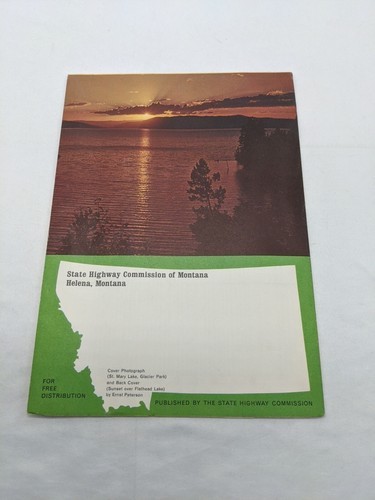 State Highway Commission of Montana
Helena, Montana
Cover Photograph
(St. Mary Lake, Glacier Park)
and Back Cover
(Sunset over Flathead Lake)
by Ernst Peterson
FOR
FREE
DISTRIBUTION
PUBLISHED BY THE STATE HIGHWAY COMMISSION